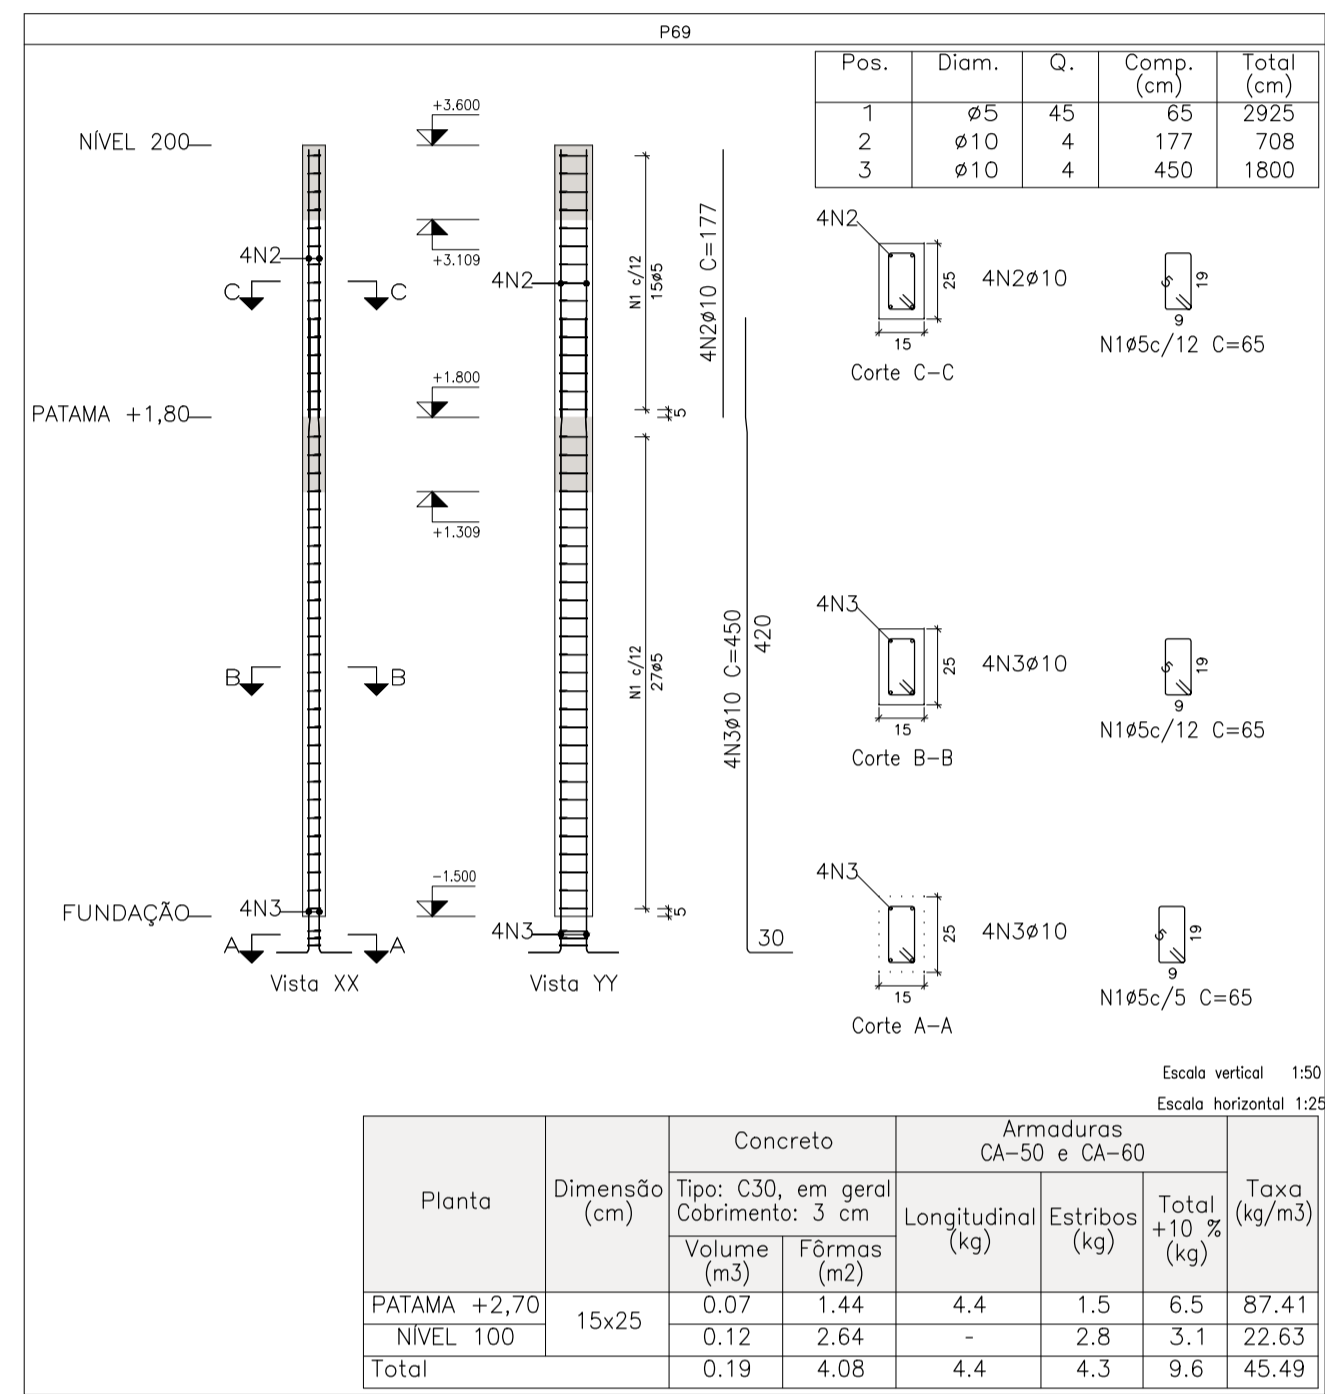 P69
Pos. Diam. Q. Comp. (cm) Total (cm)
1 ø5 45 65 2925
2 ø10 4 177 708
3 ø10 4 450 1800
NÍVEL 200
PATAMA +1,80
FUNDAÇÃO
4N2
C C
B B
4N3
A A
Vista XX
+3.600
+3.109
+1.800
+1.309
-1.500
4N2
4N3
Vista YY
N1 c/12
15ø5
5
N1 c/12
27ø5
5
4N2ø10 C=177
4N3ø10 C=450
420
30
4N2
25
15
4N2ø10
Corte C-C
5
19
9
N1ø5c/12 C=65
4N3
25
15
4N3ø10
Corte B-B
5
19
9
N1ø5c/12 C=65
4N3
25
15
4N3ø10
Corte A-A
5
19
9
N1ø5c/5 C=65
Escala vertical 1:50
Escala horizontal 1:25
Planta
Dimensão
(cm)
Concreto
Tipo: C30, em geral
Cobrimento: 3 cm
Volume
(m3)
Fôrmas
(m2)
Armaduras
CA-50 e CA-60
Longitudinal
(kg)
Estribos
(kg)
Total
+10 %
(kg)
Taxa
(kg/m3)
PATAMA +2,70 15x25 0.07 1.44 4.4 1.5 6.5 87.41
NÍVEL 100 0.12 2.64 - 2.8 3.1 22.63
Total 0.19 4.08 4.4 4.3 9.6 45.49